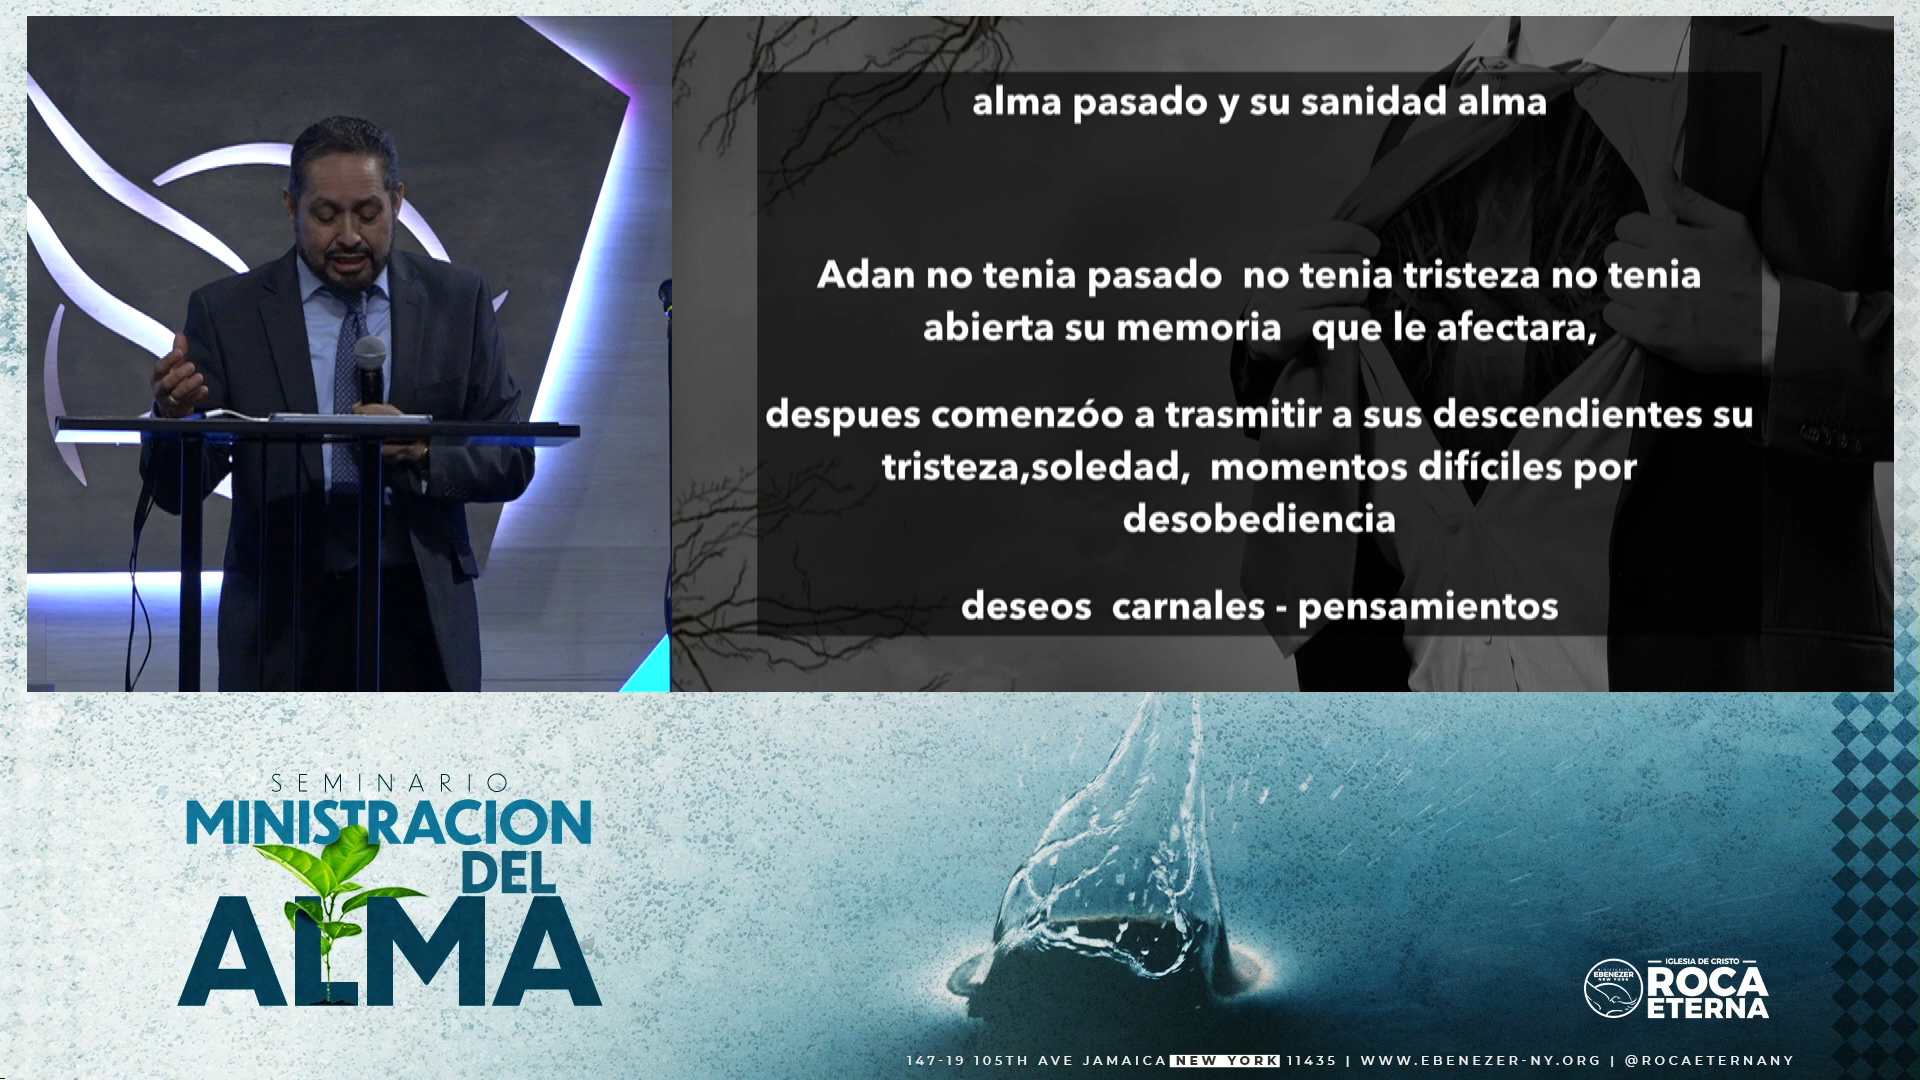 alma pasado y su sanidad alma
Adan no tenia pasado no tenia tristeza no tenia
abierta su memoria que le afectara,
despues comenzóo a trasmitir a sus descendientes su
tristeza,soledad, momentos difíciles por
desobediencia
deseos carnales - pensamientos
SEMINARIO
MINISTRACION
DEL
ALMA
EBENEZER
IGLESIA DE CRISTO
ROCA
ETERNA
147-19 105TH AVE JAMAICA NEW YORK 11435 | WWW.EBENEZER-NY.ORG | @ROCAETERNANY